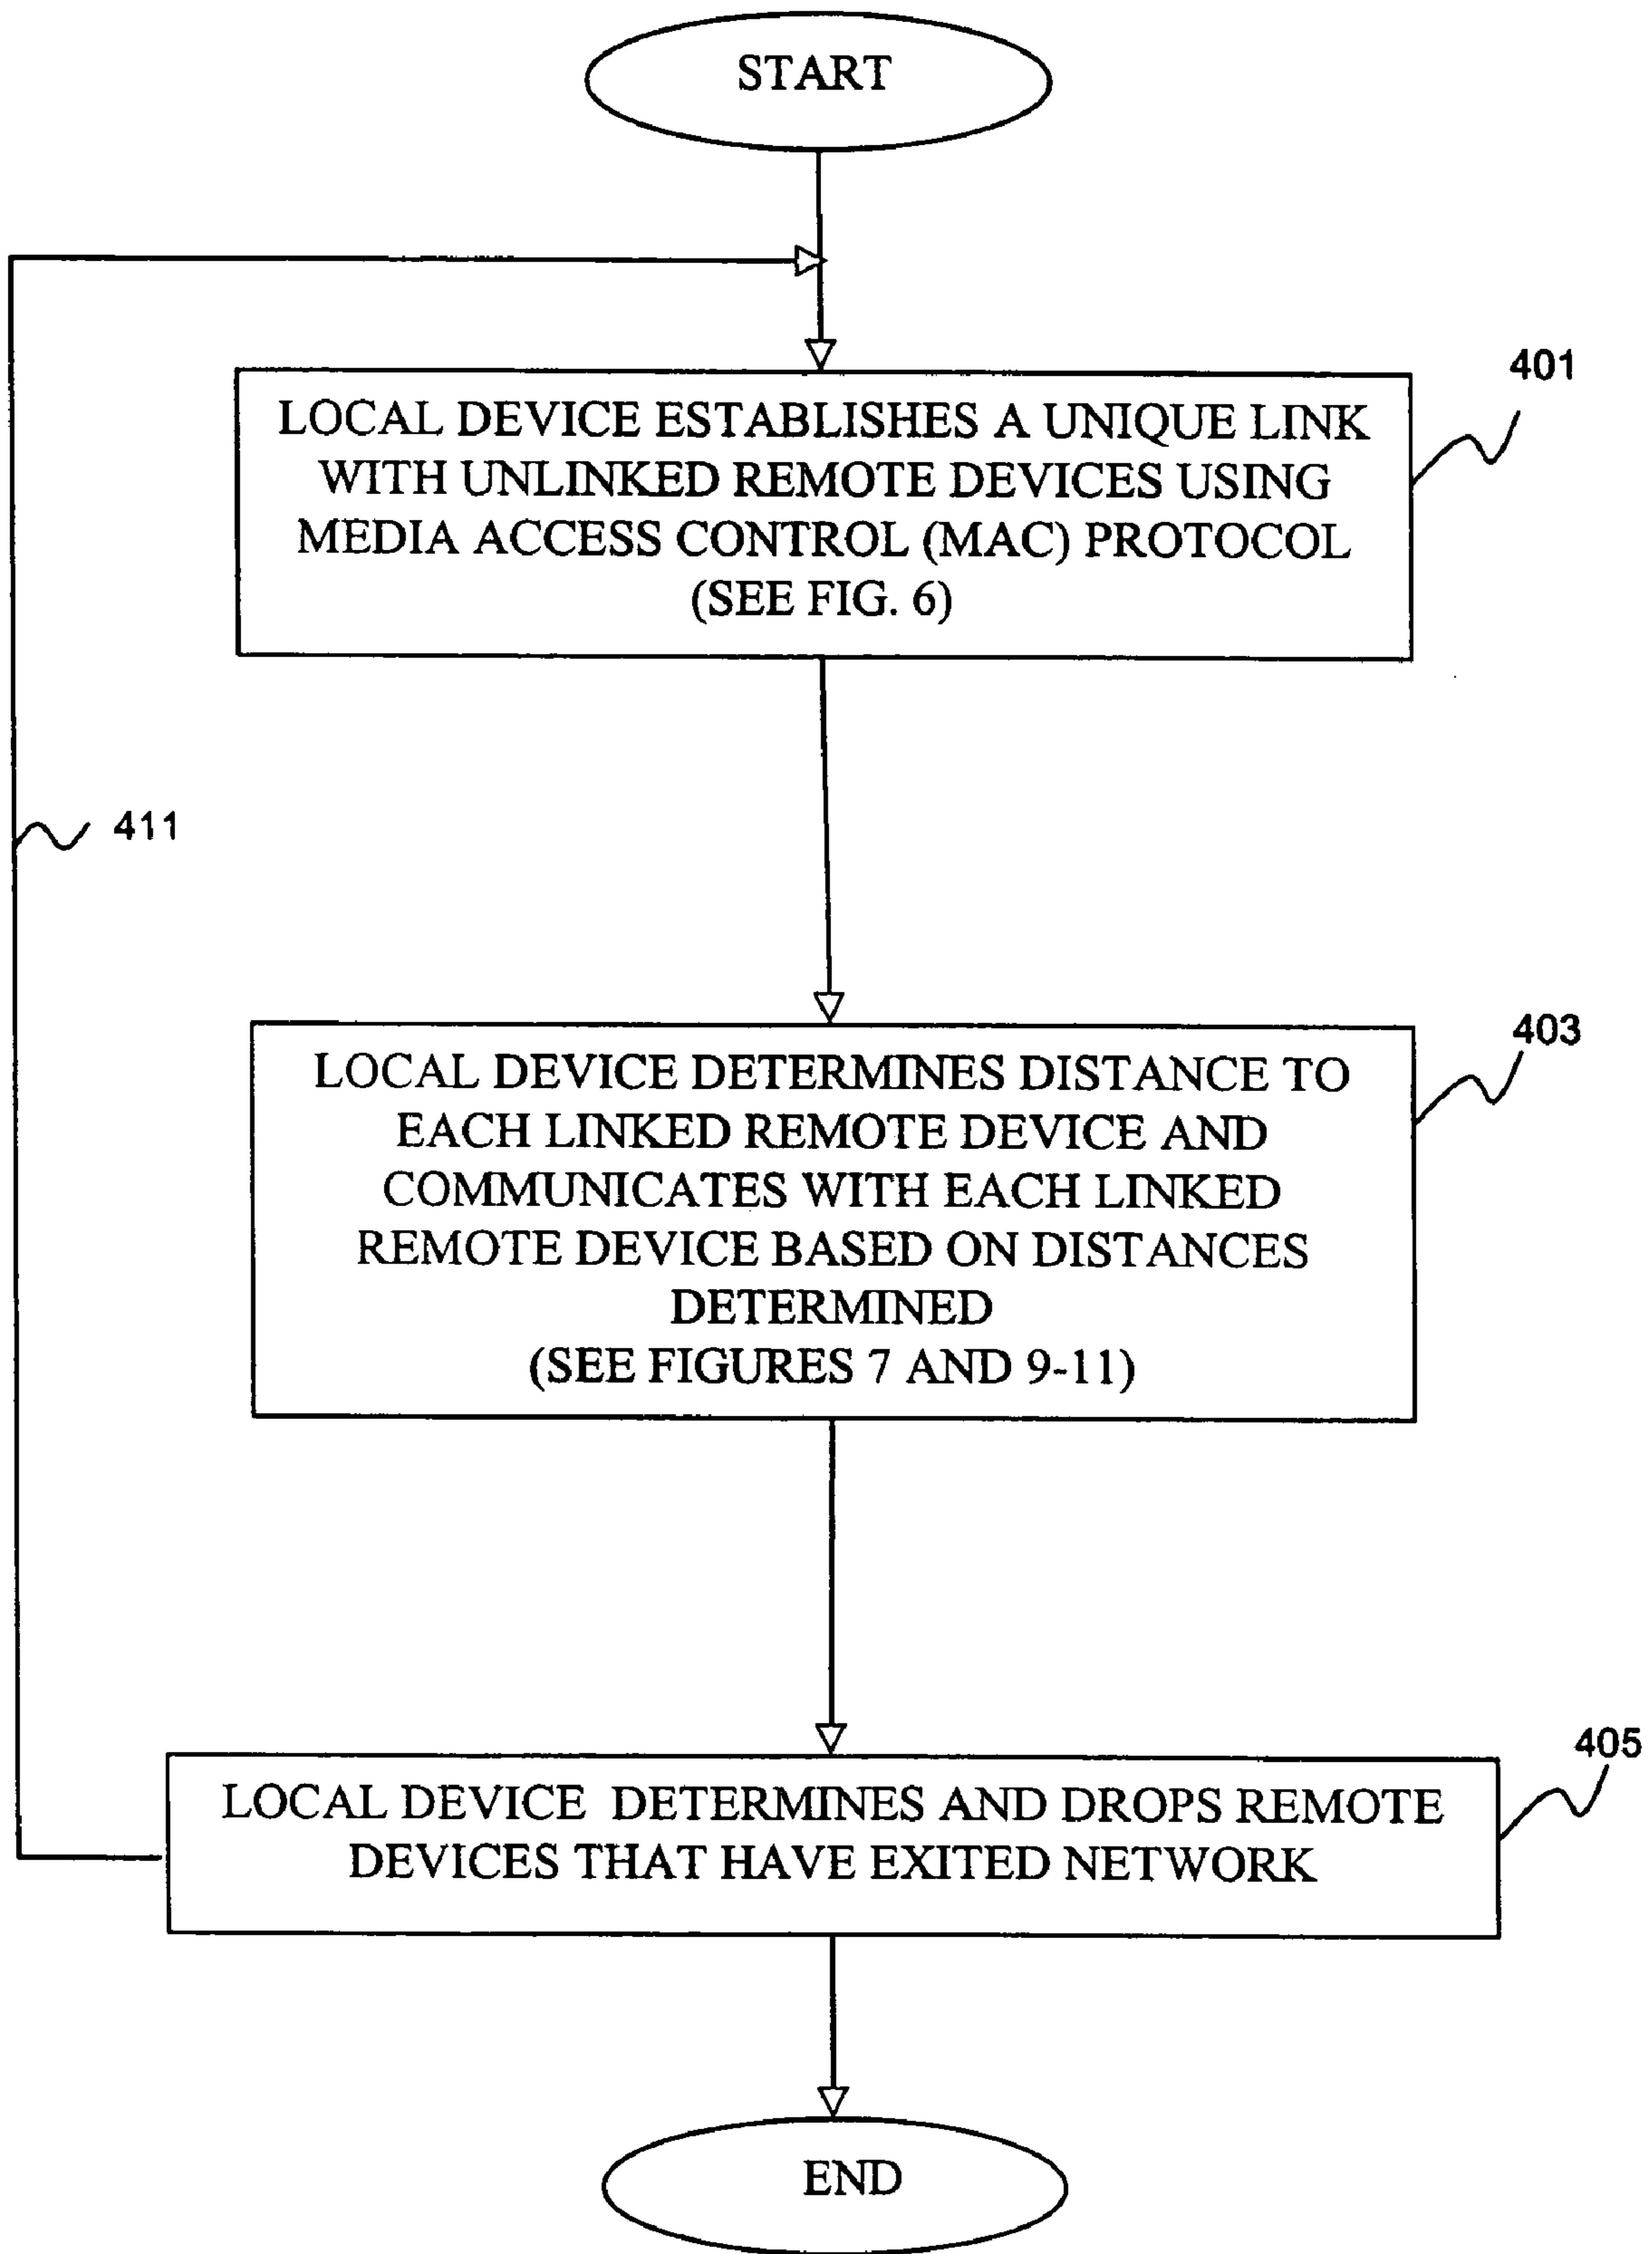 START
401
LOCAL DEVICE ESTABLISHES A UNIQUE LINK
WITH UNLINKED REMOTE DEVICES USING
MEDIA ACCESS CONTROL (MAC) PROTOCOL
(SEE FIG. 6)
411
403
LOCAL DEVICE DETERMINES DISTANCE TO
EACH LINKED REMOTE DEVICE AND
COMMUNICATES WITH EACH LINKED
REMOTE DEVICE BASED ON DISTANCES
DETERMINED
(SEE FIGURES 7 AND 9-11)
405
LOCAL DEVICE DETERMINES AND DROPS REMOTE
DEVICES THAT HAVE EXITED NETWORK
END